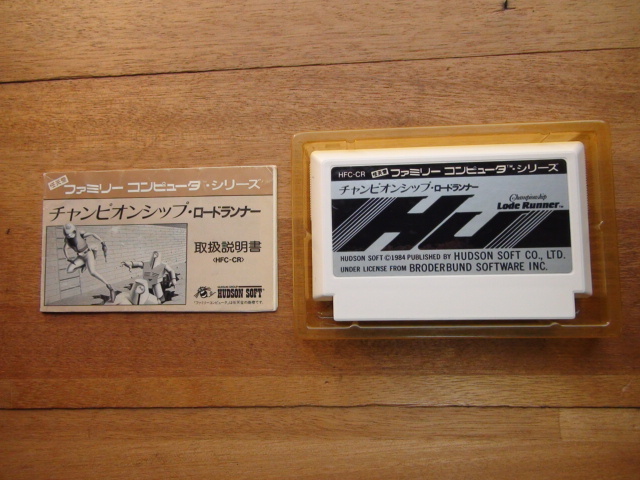 ファミリー コンピュータ・シリーズ
チャンピオンシップ・ロードランナー
取扱説明書
(HFC-CR)
HUDSON SOFT
HFC-CR
ファミリー コンピュータ™・シリーズ
チャンピオンシップ・ロードランナー
Championship
Lode Runner™
HUDSON SOFT ©1984 PUBLISHED BY HUDSON SOFT CO., LTD.
UNDER LICENSE FROM BRODERBUND SOFTWARE INC.